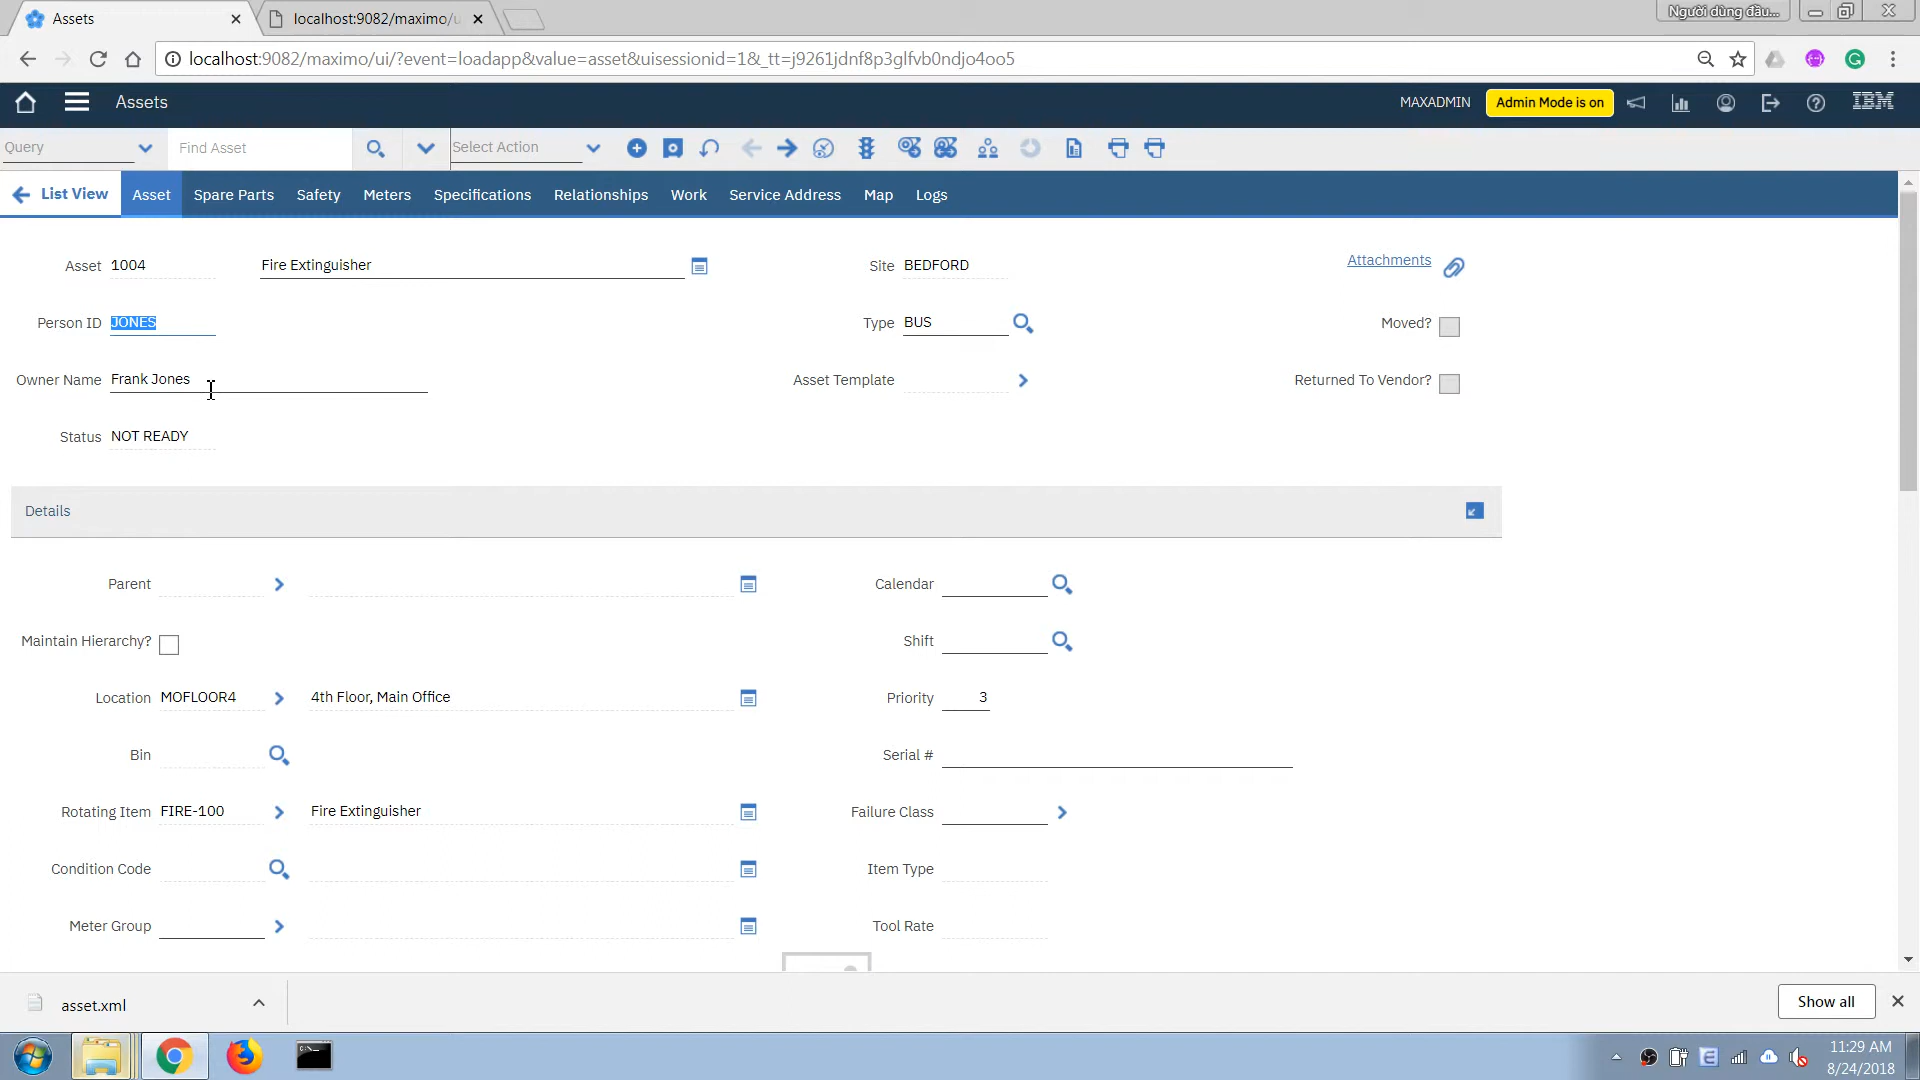 Assets
localhost:9082/maximo/u
Người dùng đầu...
localhost:9082/maximo/ui/?event=loadapp&value=asset&uisessionid=1&_tt=j9261jdnf8p3glfvb0ndjo4oo5
Assets
MAXADMIN
Admin Mode is on
IBM
Query
Find Asset
Select Action
List View
Asset
Spare Parts
Safety
Meters
Specifications
Relationships
Work
Service Address
Map
Logs
Asset 1004 Fire Extinguisher
Site BEDFORD
Attachments
Person ID JONES
Type BUS
Moved?
Owner Name Frank Jones
Asset Template
Returned To Vendor?
Status NOT READY
Details
Parent
Calendar
Maintain Hierarchy?
Shift
Location MOFLOOR4 4th Floor, Main Office
Priority 3
Bin
Serial #
Rotating Item FIRE-100 Fire Extinguisher
Failure Class
Condition Code
Item Type
Meter Group
Tool Rate
asset.xml
Show all
11:29 AM
8/24/2018